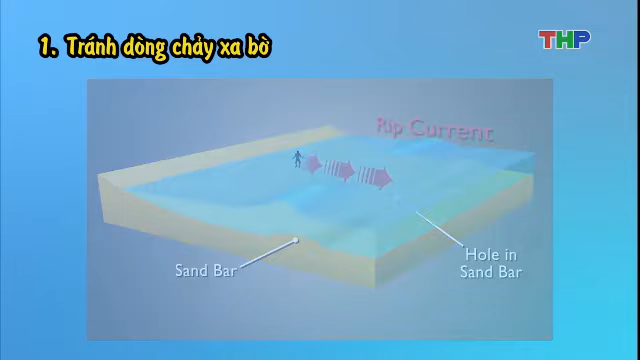 1. Tránh dòng chảy xa bờ
THP
Rip Current
Sand Bar
Hole in
Sand Bar